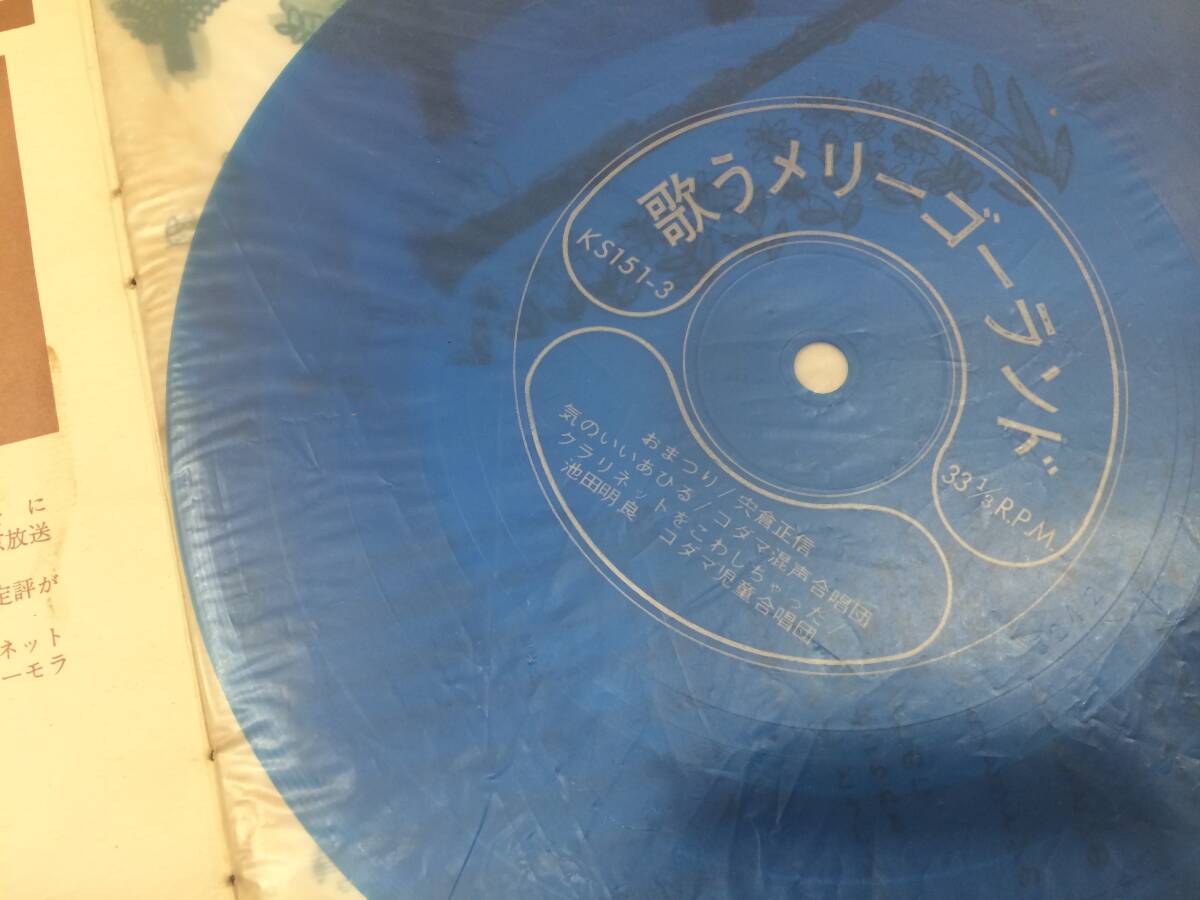 に
放送
定評が
ネット
ーモラ
歌うメリーゴーランド
KS151-3
33 1/3 R.P.M.
おまつり/宍倉正信
気のいいあひる/コダマ混声合唱団
クラリネットをこわしちゃった/
池田明良 コダマ児童合唱団